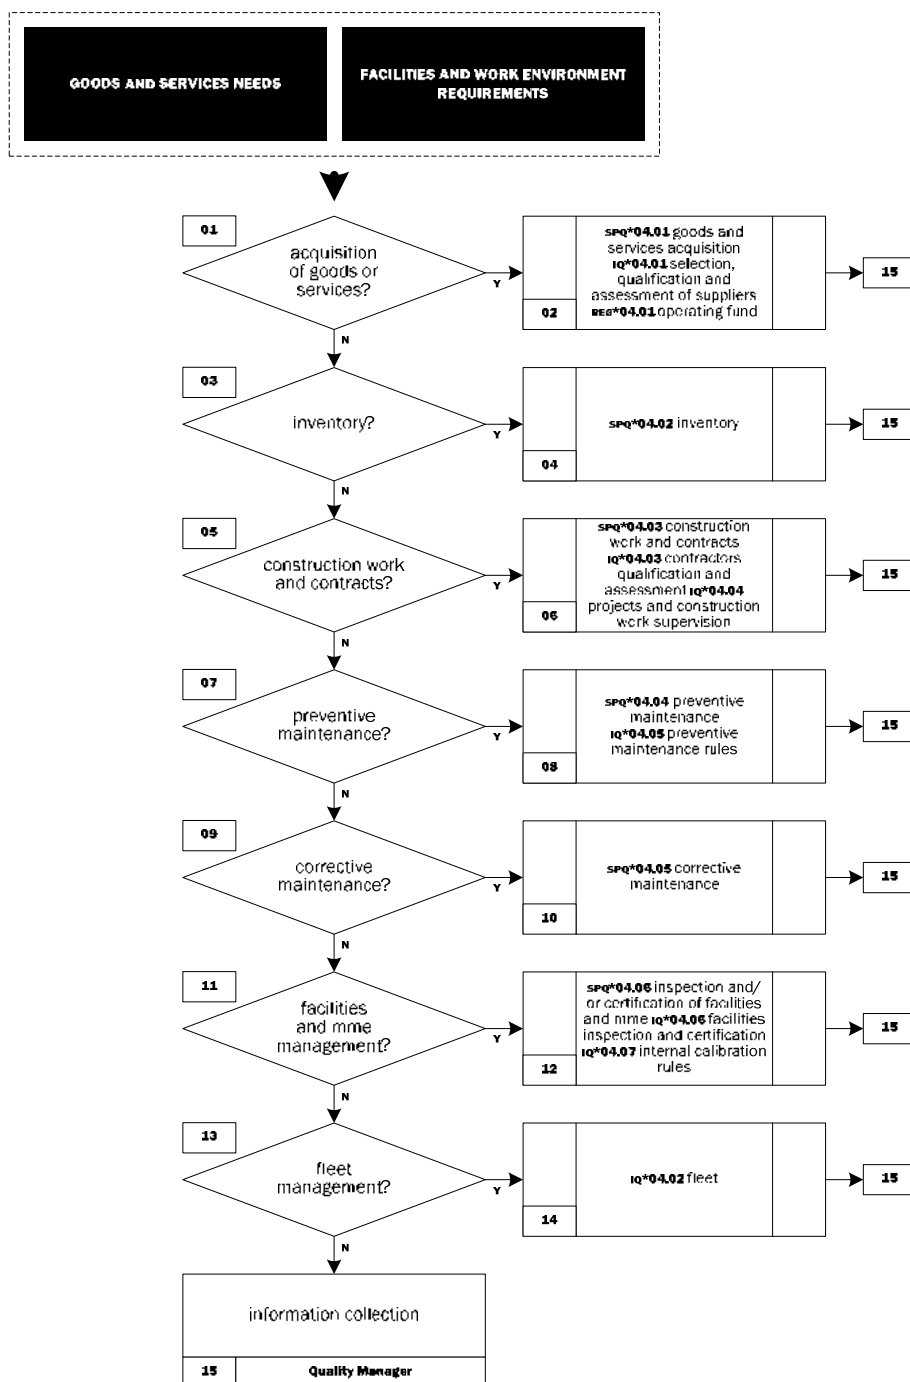 GOODS AND SERVICES NEEDS
FACILITIES AND WORK ENVIRONMENT
REQUIREMENTS
01
acquisition
of goods or
services?
Y
N
SPQ*04.01 goods and
services acquisition
IQ*04.01 selection,
qualification and
assessment of suppliers
REG*04.01 operating fund
02
15
03
inventory?
Y
N
SPQ*04.02 inventory
04
15
05
construction work
and contracts?
Y
N
SPQ*04.03 construction
work and contracts
IQ*04.03 contractors
qualification and
assessment IQ*04.04
projects and construction
work supervision
06
15
07
preventive
maintenance?
Y
N
SPQ*04.04 preventive
maintenance
IQ*04.05 preventive
maintenance rules
08
15
09
corrective
maintenance?
Y
N
SPQ*04.05 corrective
maintenance
10
15
11
facilities
and mme
management?
Y
N
SPQ*04.06 inspection and/
or certification of facilities
and mme IQ*04.06 facilities
inspection and certification
IQ*04.07 internal calibration
rules
12
15
13
fleet
management?
Y
N
IQ*04.02 fleet
14
15
information collection
15
Quality Manager